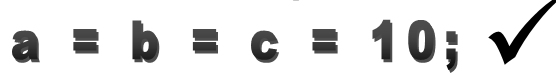 a = b = c = 10; ✓